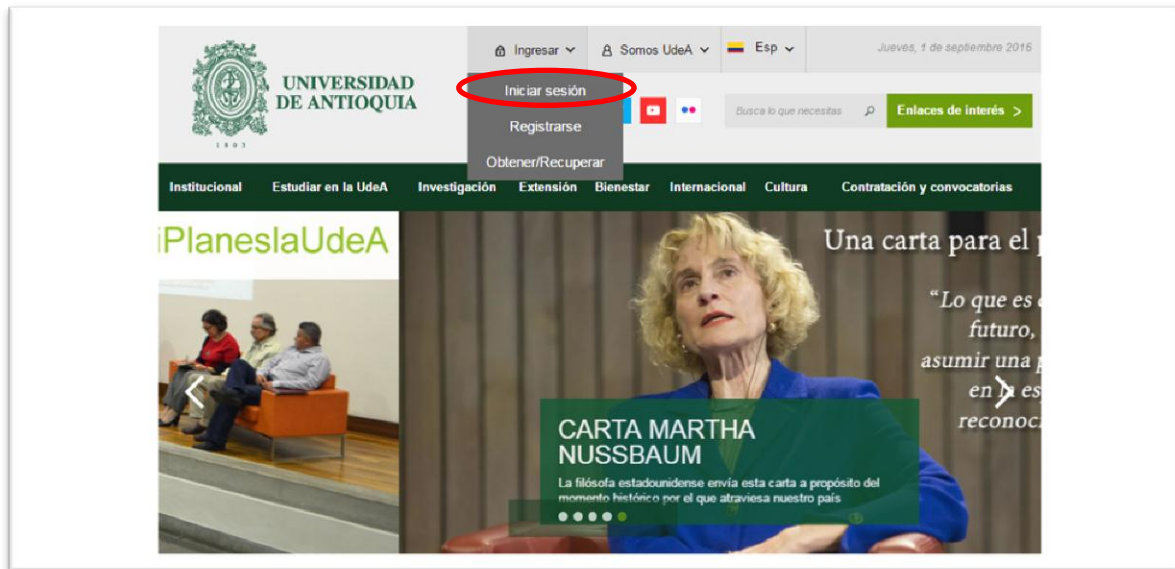 Ingresar
Somos UdeA
Esp
Jueves, 1 de septiembre 2016
UNIVERSIDAD
DE ANTIOQUIA
1803
Iniciar sesión
Registrarse
Obtener/Recuperar
Busca lo que necesitas
Enlaces de interés >
Institucional Estudiar en la UdeA Investigación Extensión Bienestar Internacional Cultura Contratación y convocatorias
iPlaneslaUdeA
Una carta para el
“Lo que es
futuro,
asumir una
en la es
reconoc
CARTA MARTHA
NUSSBAUM
La filósofa estadounidense envía esta carta a propósito del
momento histórico por el que atraviesa nuestro país